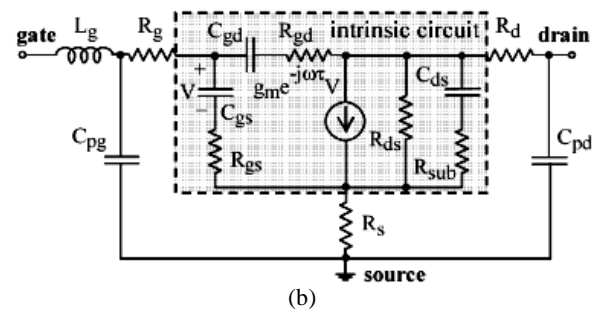 gate
L_g
R_g
C_gd
R_gd
intrinsic circuit
R_d
drain
g_m e^-jωτ V
+
V
−
C_gs
C_ds
C_pg
R_gs
R_ds
R_sub
C_pd
R_s
source
(b)